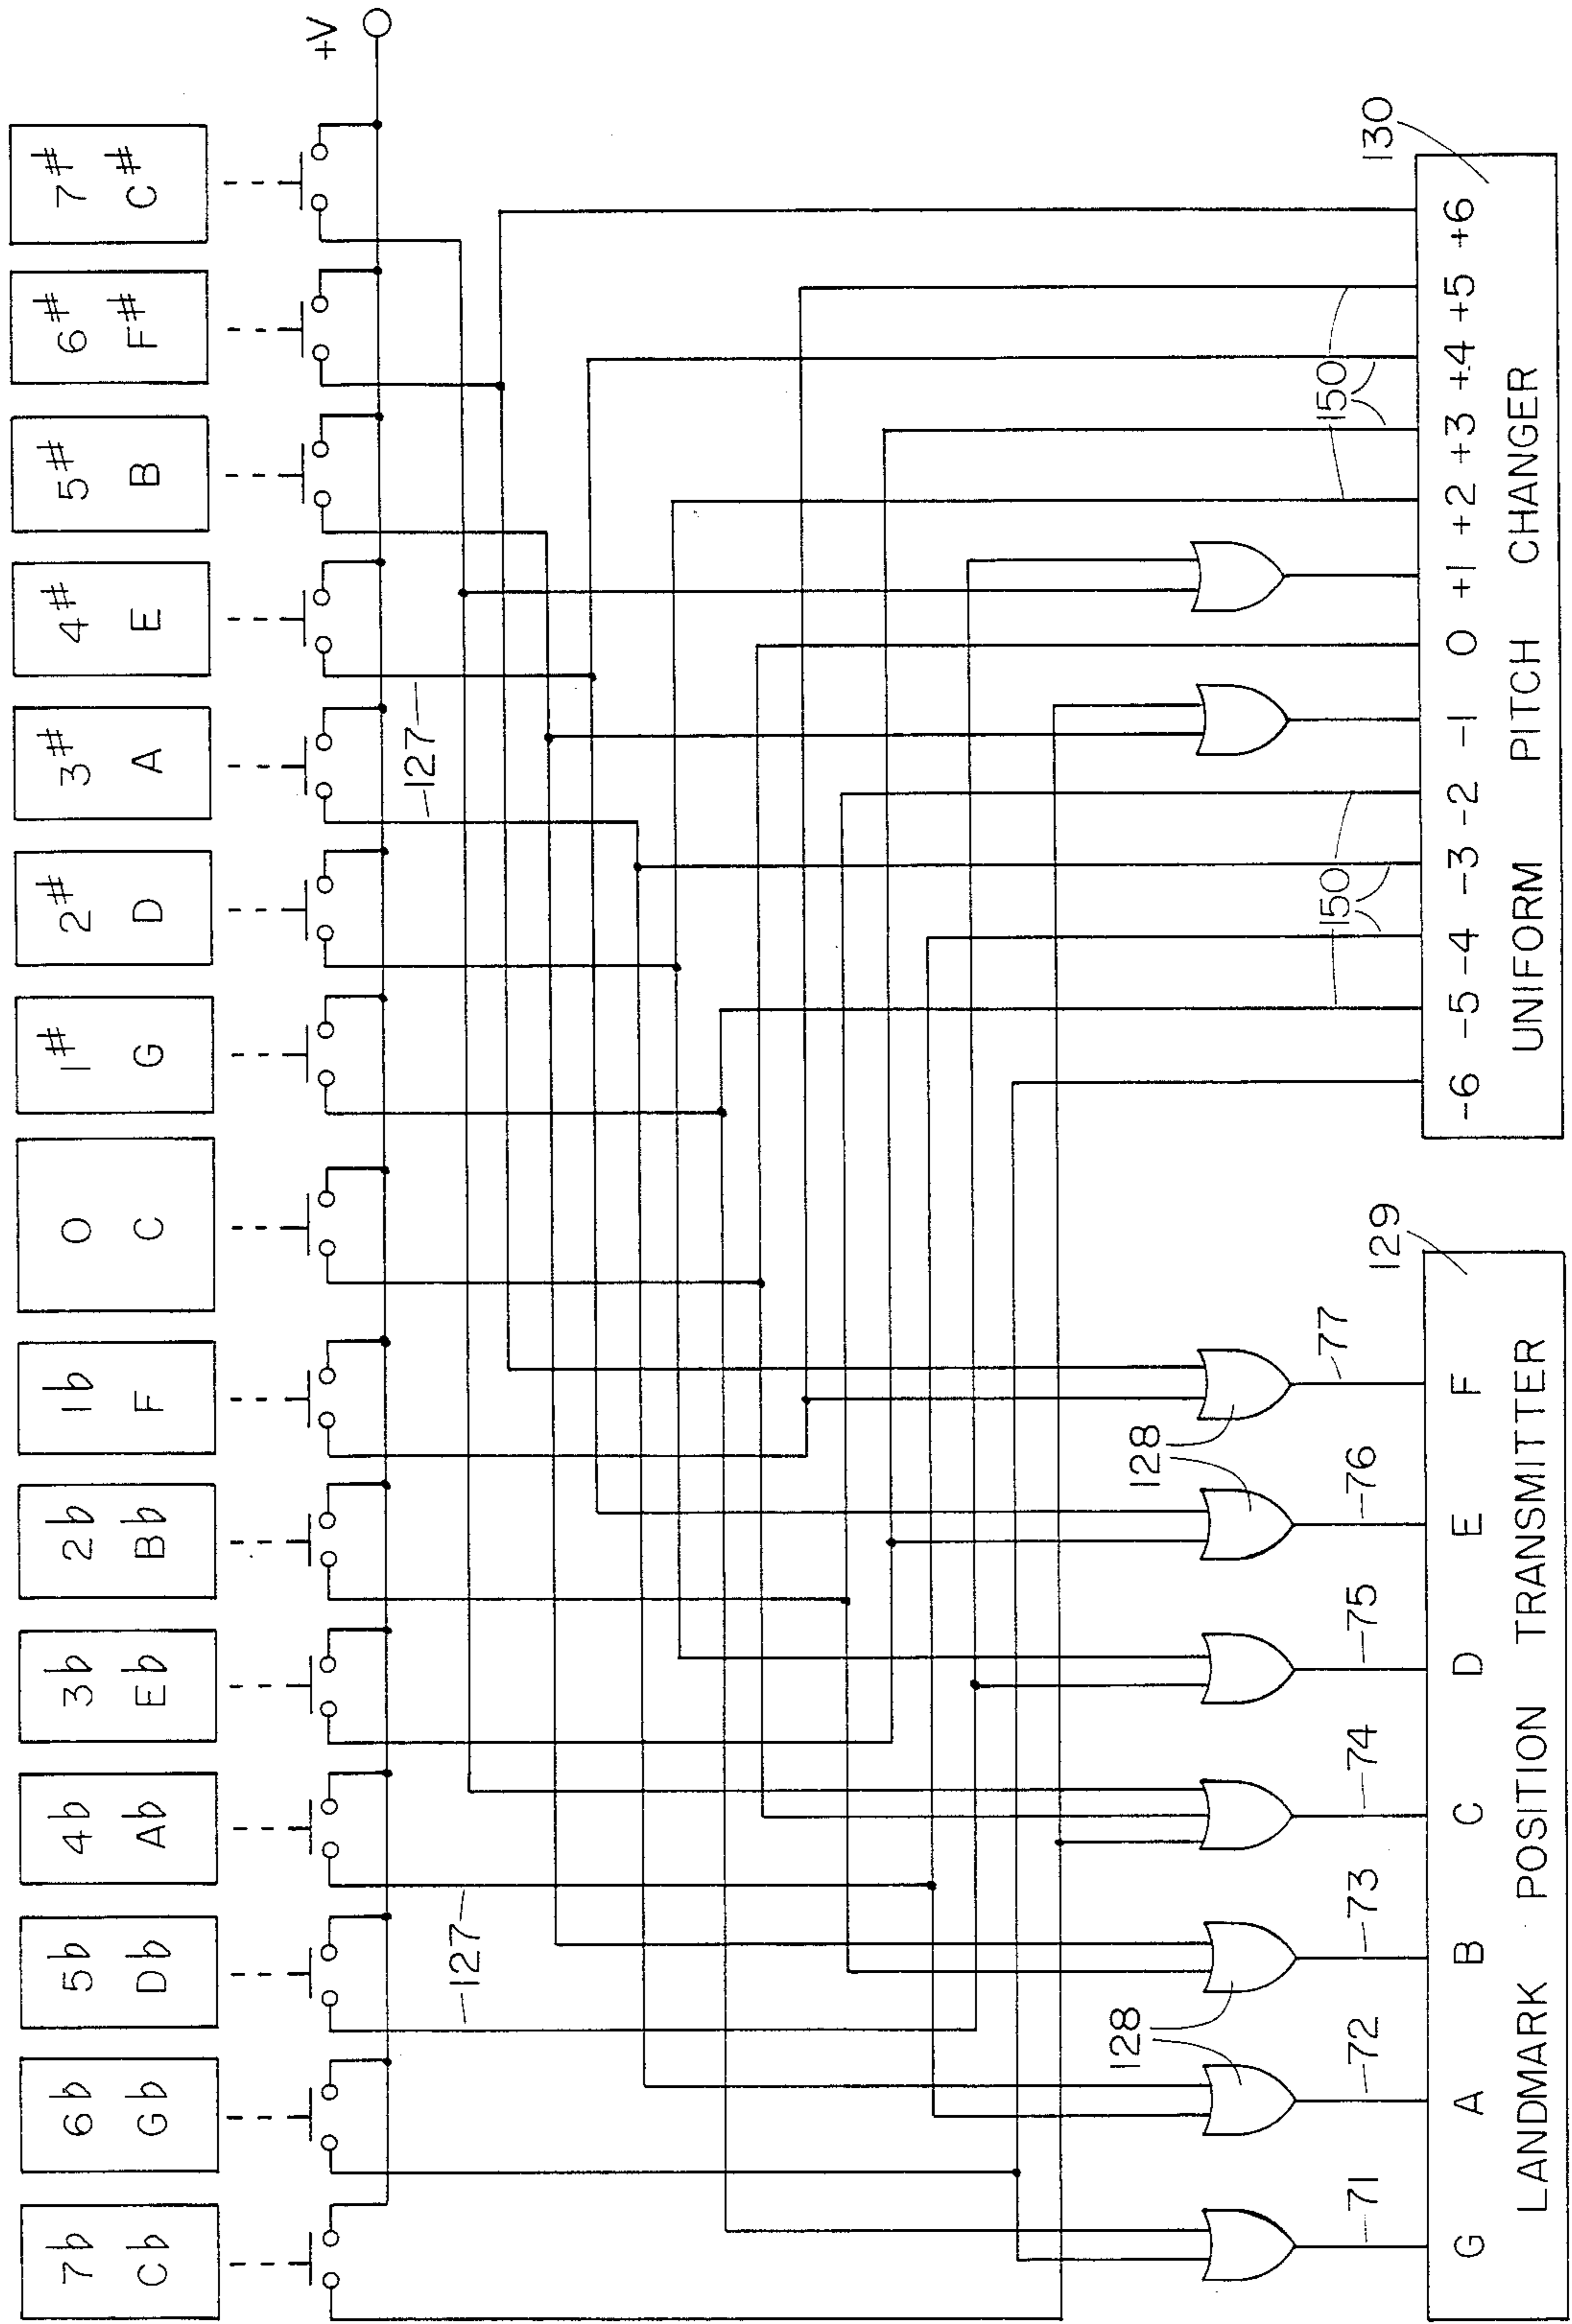 7b 6b 5b 4b 3b 2b 1b 0 1# 2# 3# 4# 5# 6# 7#
Cb Gb Db Ab Eb Bb F C G D A E B F# C#
+V
127
127
128
128
71 72 73 74 75 76 77
129
150
150
130
G A B C D E F
LANDMARK POSITION TRANSMITTER
-6 -5 -4 -3 -2 -1 0 +1 +2 +3 +4 +5 +6
UNIFORM PITCH CHANGER